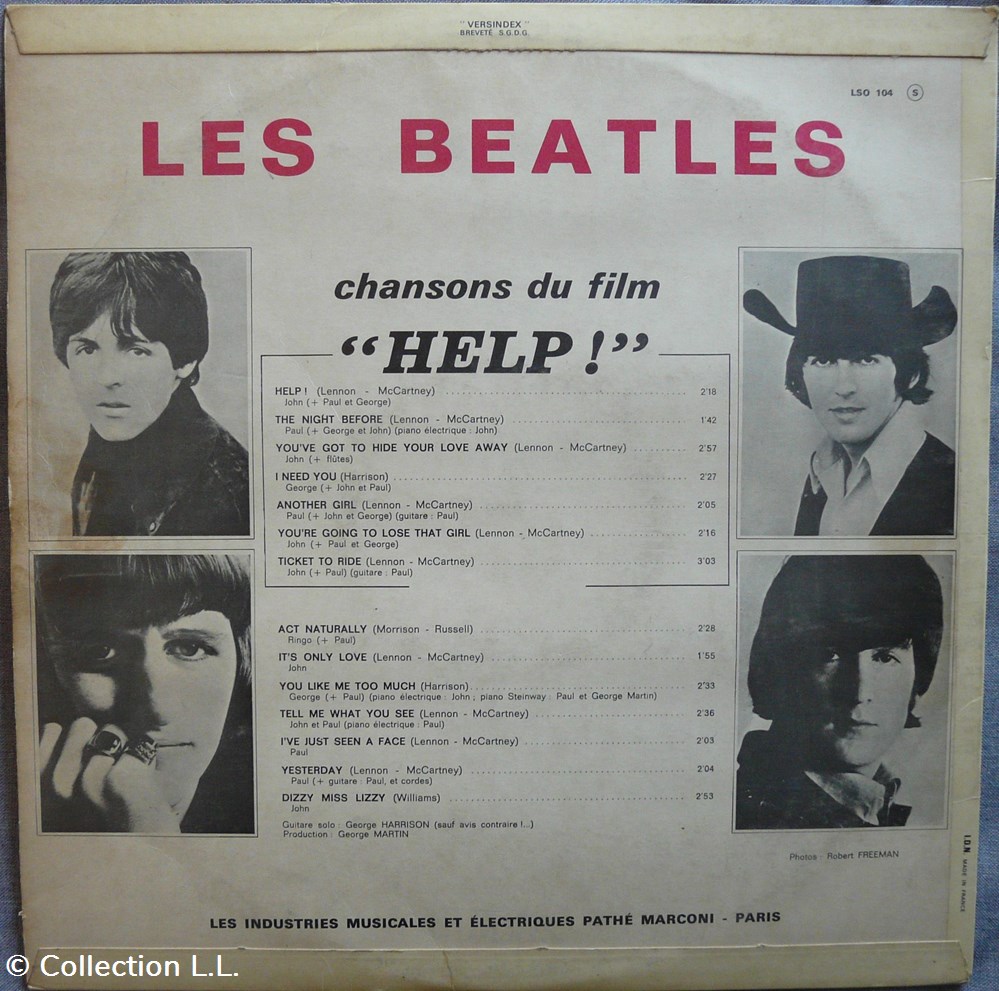 " VERSINDEX "
BREVETÉ S.G.D.G.
LSO 104 S
LES BEATLES
chansons du film
“HELP !”
HELP ! (Lennon - McCartney) 2'18
John (+ Paul et George)
THE NIGHT BEFORE (Lennon - McCartney) 1'42
Paul (+ George et John) (piano électrique : John)
YOU'VE GOT TO HIDE YOUR LOVE AWAY (Lennon - McCartney) 2'57
John (+ flûtes)
I NEED YOU (Harrison) 2'27
George (+ John et Paul)
ANOTHER GIRL (Lennon - McCartney) 2'05
Paul (+ John et George) (guitare : Paul)
YOU'RE GOING TO LOSE THAT GIRL (Lennon - McCartney) 2'16
John (+ Paul et George)
TICKET TO RIDE (Lennon - McCartney) 3'03
John (+ Paul) (guitare : Paul)
ACT NATURALLY (Morrison - Russell) 2'28
Ringo (+ Paul)
IT'S ONLY LOVE (Lennon - McCartney) 1'55
John
YOU LIKE ME TOO MUCH (Harrison) 2'33
George (+ Paul) (piano électrique : John ; piano Steinway : Paul et George Martin)
TELL ME WHAT YOU SEE (Lennon - McCartney) 2'36
John et Paul (piano électrique : Paul)
I'VE JUST SEEN A FACE (Lennon - McCartney) 2'03
Paul
YESTERDAY (Lennon - McCartney) 2'04
Paul (+ guitare : Paul, et cordes)
DIZZY MISS LIZZY (Williams) 2'53
John
Guitare solo : George HARRISON (sauf avis contraire !...)
Production : George MARTIN
Photos : Robert FREEMAN
I.D.N. MADE IN FRANCE
LES INDUSTRIES MUSICALES ET ÉLECTRIQUES PATHÉ MARCONI - PARIS
© Collection L.L.